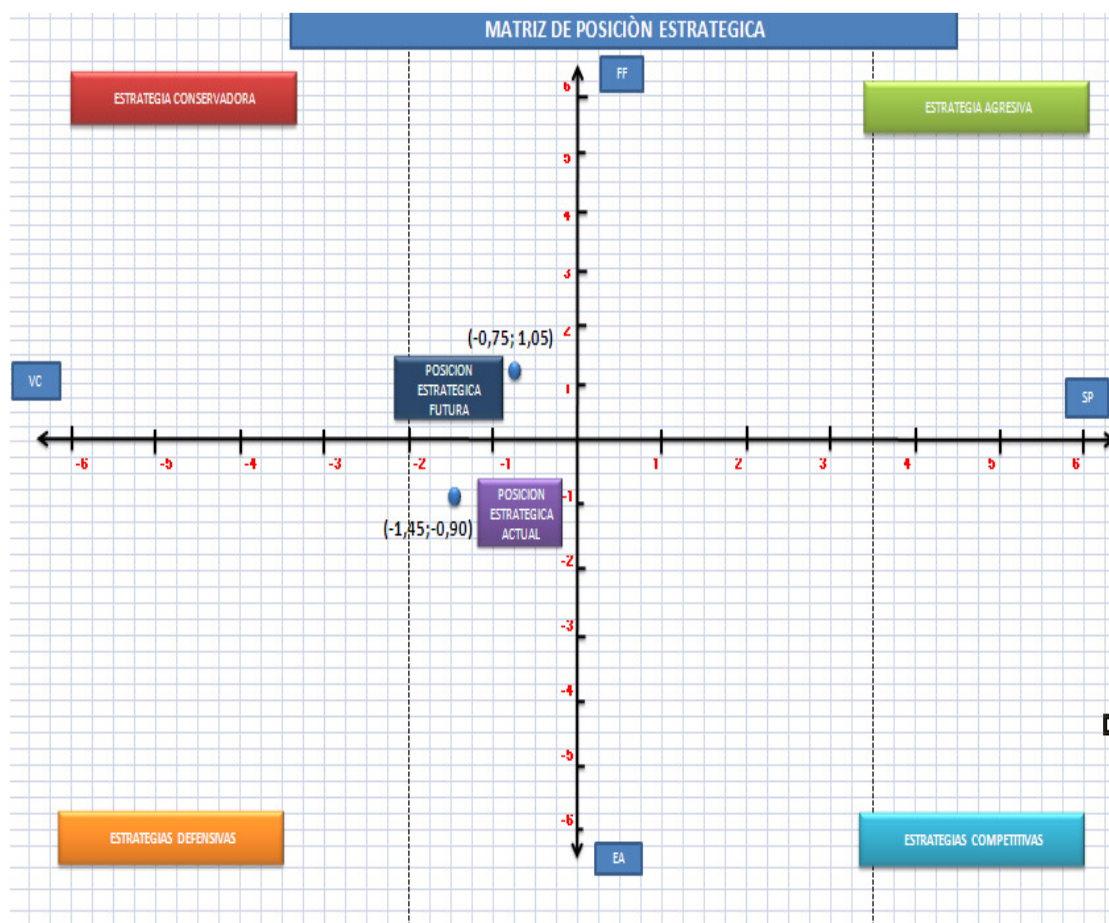 MATRIZ DE POSICIÒN ESTRATEGICA
FF
ESTRATEGIA CONSERVADORA
ESTRATEGIA AGRESIVA
6
5
4
3
2
(-0,75; 1,05)
POSICION
ESTRATEGICA
FUTURA
1
VC
SP
-6 -5 -4 -3 -2 -1 1 2 3 4 5 6
-1
POSICION
ESTRATEGICA
ACTUAL
(-1,45;-0,90)
-2
-3
-4
-5
-6
ESTRATEGIAS DEFENSIVAS
ESTRATEGIAS COMPETITIVAS
EA